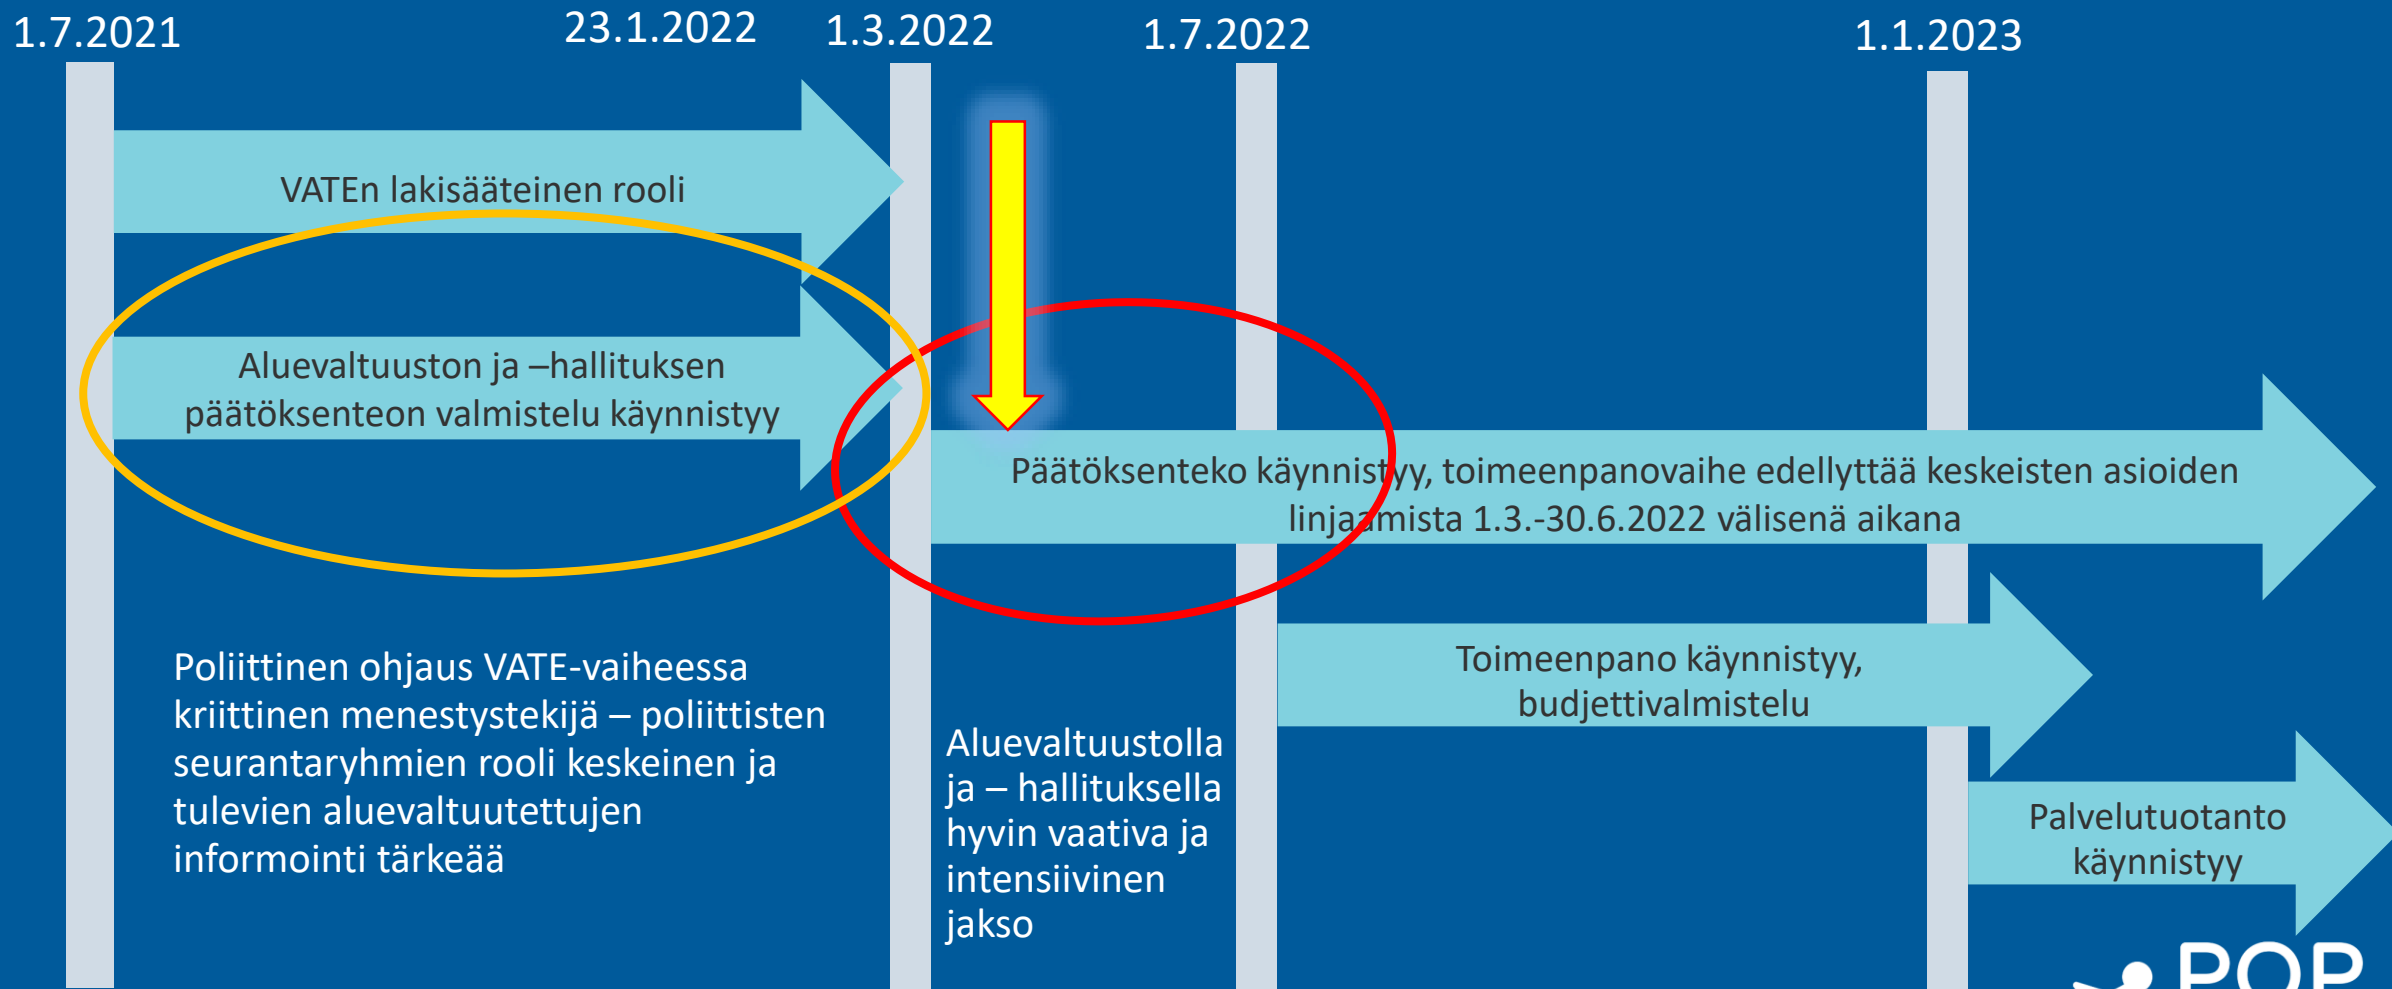 1.7.2021
23.1.2022
1.3.2022
1.7.2022
1.1.2023
VATEn lakisääteinen rooli
Aluevaltuuston ja –hallituksen
päätöksenteon valmistelu käynnistyy
Päätöksenteko käynnistyy, toimeenpanovaihe edellyttää keskeisten asioiden
linjaamista 1.3.-30.6.2022 välisenä aikana
Poliittinen ohjaus VATE-vaiheessa
kriittinen menestystekijä – poliittisten
seurantaryhmien rooli keskeinen ja
tulevien aluevaltuutettujen
informointi tärkeää
Aluevaltuustolla
ja – hallituksella
hyvin vaativa ja
intensiivinen
jakso
Toimeenpano käynnistyy,
budjettivalmistelu
Palvelutuotanto
käynnistyy
POP